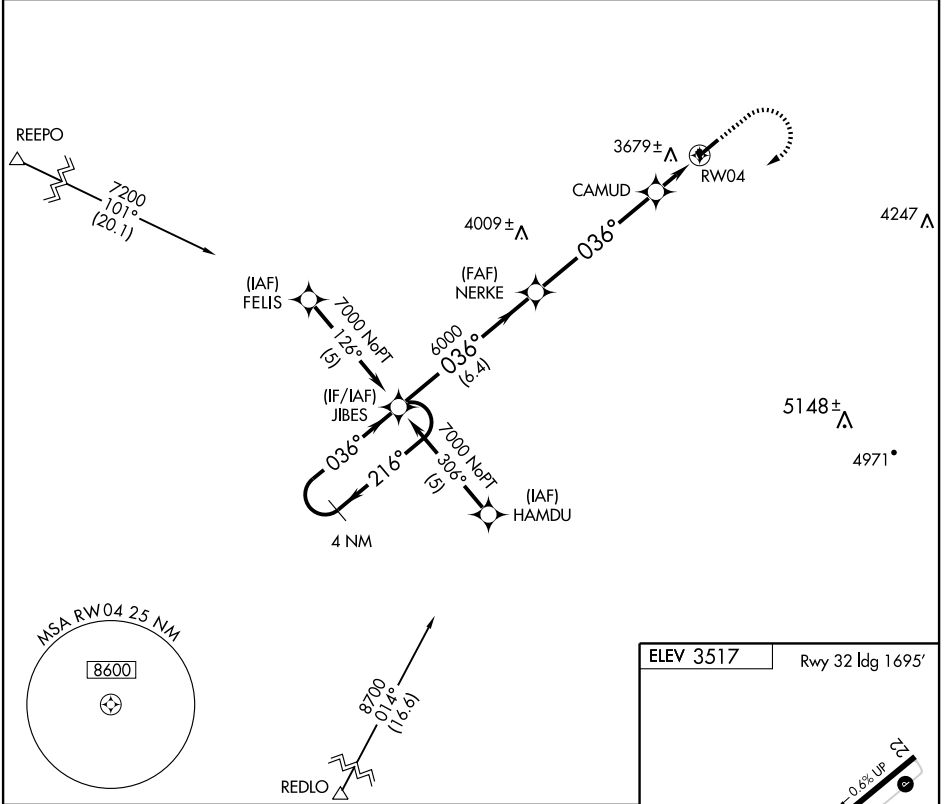 REEPO
7200
101°
(20.1)
(IAF)
FELIS
7000 NoPT
126°
(5)
(IF/IAF)
JIBES
6000
036°
(6.4)
(FAF)
NERKE
4009±
036°
CAMUD
3679±
RW04
4247
5148±
4971
036°
216°
4 NM
7000 NoPT
306°
(5)
(IAF)
HAMDU
MSA RW04 25 NM
8600
8700
014°
(16.6)
REDLO
ELEV 3517
Rwy 32 ldg 1695'
22
0.6% UP
P